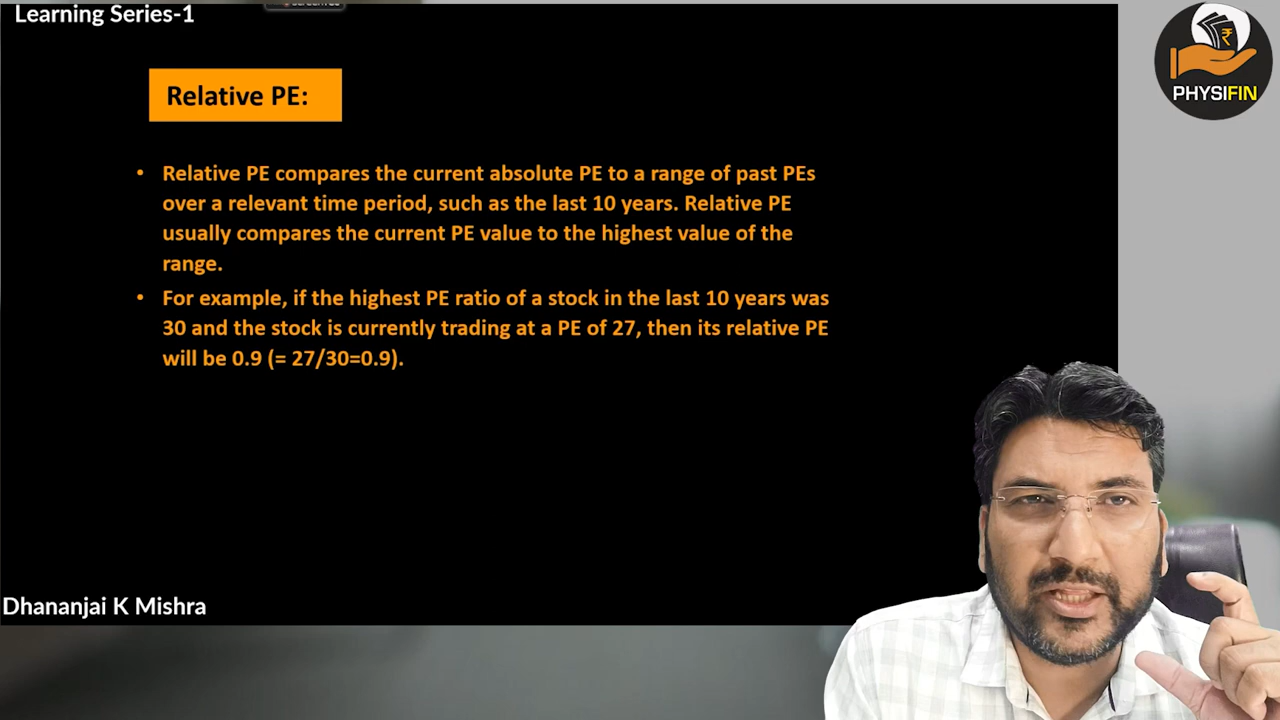 Learning Series-1
PHYSIFIN
Relative PE:
• Relative PE compares the current absolute PE to a range of past PEs
over a relevant time period, such as the last 10 years. Relative PE
usually compares the current PE value to the highest value of the
range.
• For example, if the highest PE ratio of a stock in the last 10 years was
30 and the stock is currently trading at a PE of 27, then its relative PE
will be 0.9 (= 27/30=0.9).
Dhananjai K Mishra